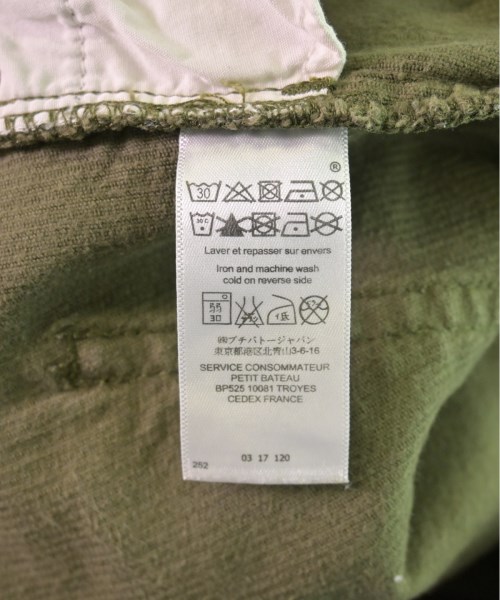 ®
30
30 C
Laver et repasser sur envers
Iron and machine wash
cold on reverse side
30
㈱プチバトージャパン
東京都港区北青山3-6-16
SERVICE CONSOMMATEUR
PETIT BATEAU
BP525 10081 TROYES
CEDEX FRANCE
03 17 120
252